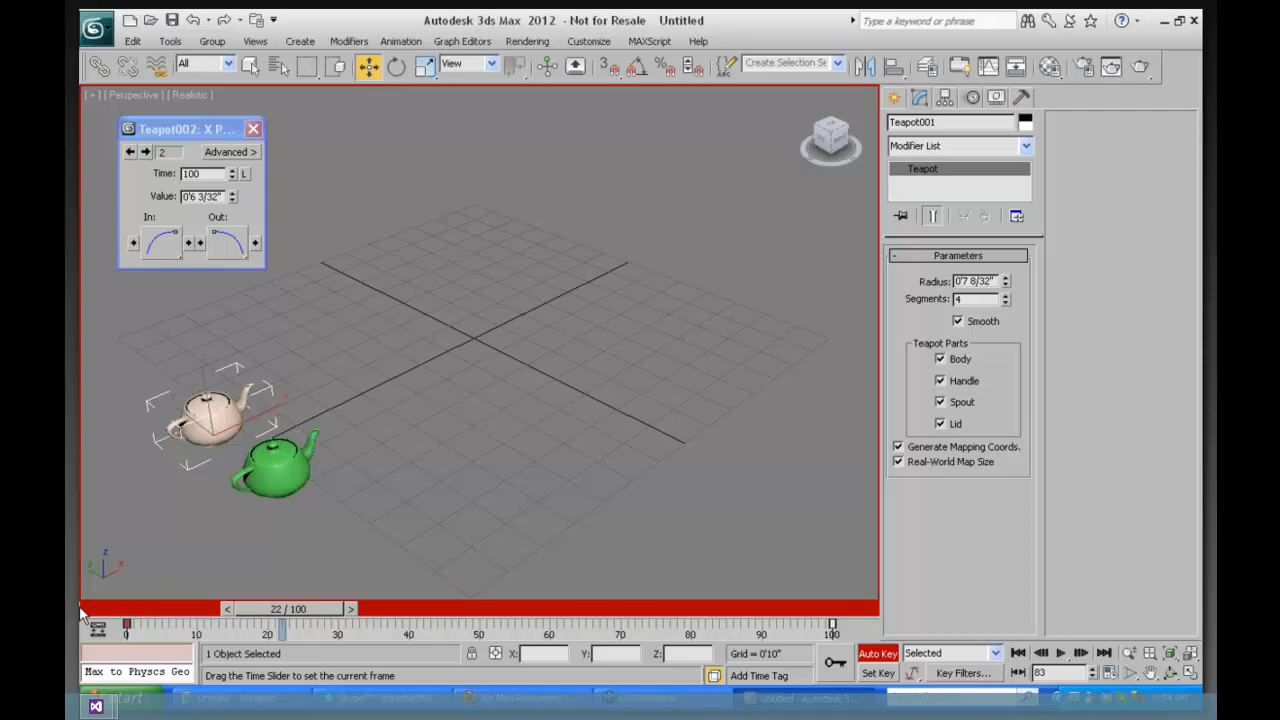 Autodesk 3ds Max 2012 - Not for Resale Untitled
Type a keyword or phrase
Edit Tools Group Views Create Modifiers Animation Graph Editors Rendering Customize MAXScript Help
All
View
Create Selection Se
[ + ] [ Perspective ] [ Realistic ]
Teapot002: X P...
2
Advanced >
Time: 100 L
Value: 0'6 3/32"
In: Out:
Teapot001
Modifier List
Teapot
- Parameters
Radius: 0'7 8/32"
Segments: 4
Smooth
Teapot Parts
Body
Handle
Spout
Lid
Generate Mapping Coords.
Real-World Map Size
x
y
z
< 22 / 100 >
0 10 20 30 40 50 60 70 80 90 100
1 Object Selected
X: Y: Z:
Grid = 0'10"
Auto Key
Selected
Max to Physcs Geo
Drag the Time Slider to set the current frame
Add Time Tag
Set Key
Key Filters...
83
start